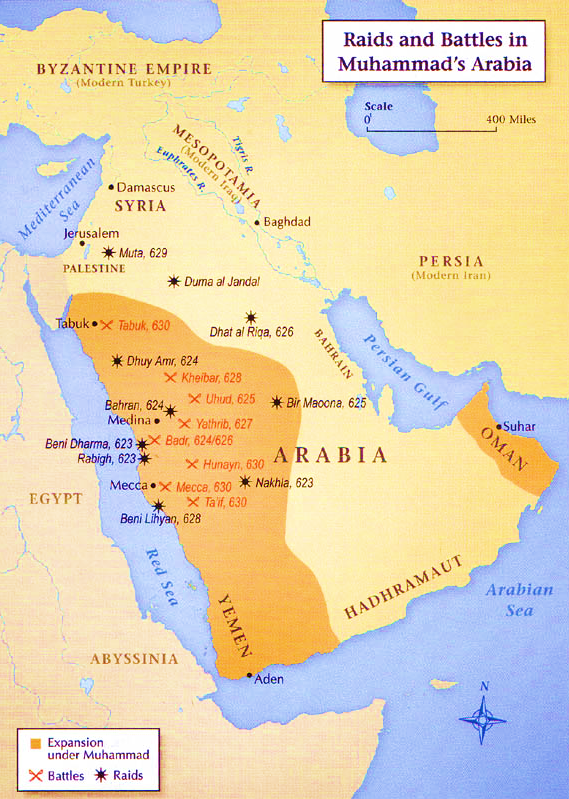 Raids and Battles in
Muhammad's Arabia
BYZANTINE EMPIRE
(Modern Turkey)
Scale
0
400 Miles
MESOPOTAMIA
(Modern Iraq)
Tigris R.
Euphrates R.
Mediterranean
Sea
Damascus
SYRIA
Baghdad
Jerusalem
Muta, 629
PALESTINE
PERSIA
(Modern Iran)
Duma al Jandal
Tabuk
Tabuk, 630
Dhat al Riqa, 626
BAHRAIN
Persian Gulf
Dhuy Amr, 624
Kheibar, 628
Uhud, 625
Bir Maoona, 625
Bahran, 624
Medina
Yathrib, 627
Suhar
OMAN
Beni Dharma, 623
Badr, 624/626
Rabigh, 623
ARABIA
Hunayn, 630
EGYPT
Mecca
Mecca, 630
Nakhla, 623
Ta'if, 630
Beni Lihyan, 628
Red Sea
HADHRAMAUT
Arabian
Sea
YEMEN
ABYSSINIA
Aden
N
Expansion
under Muhammad
Battles
Raids